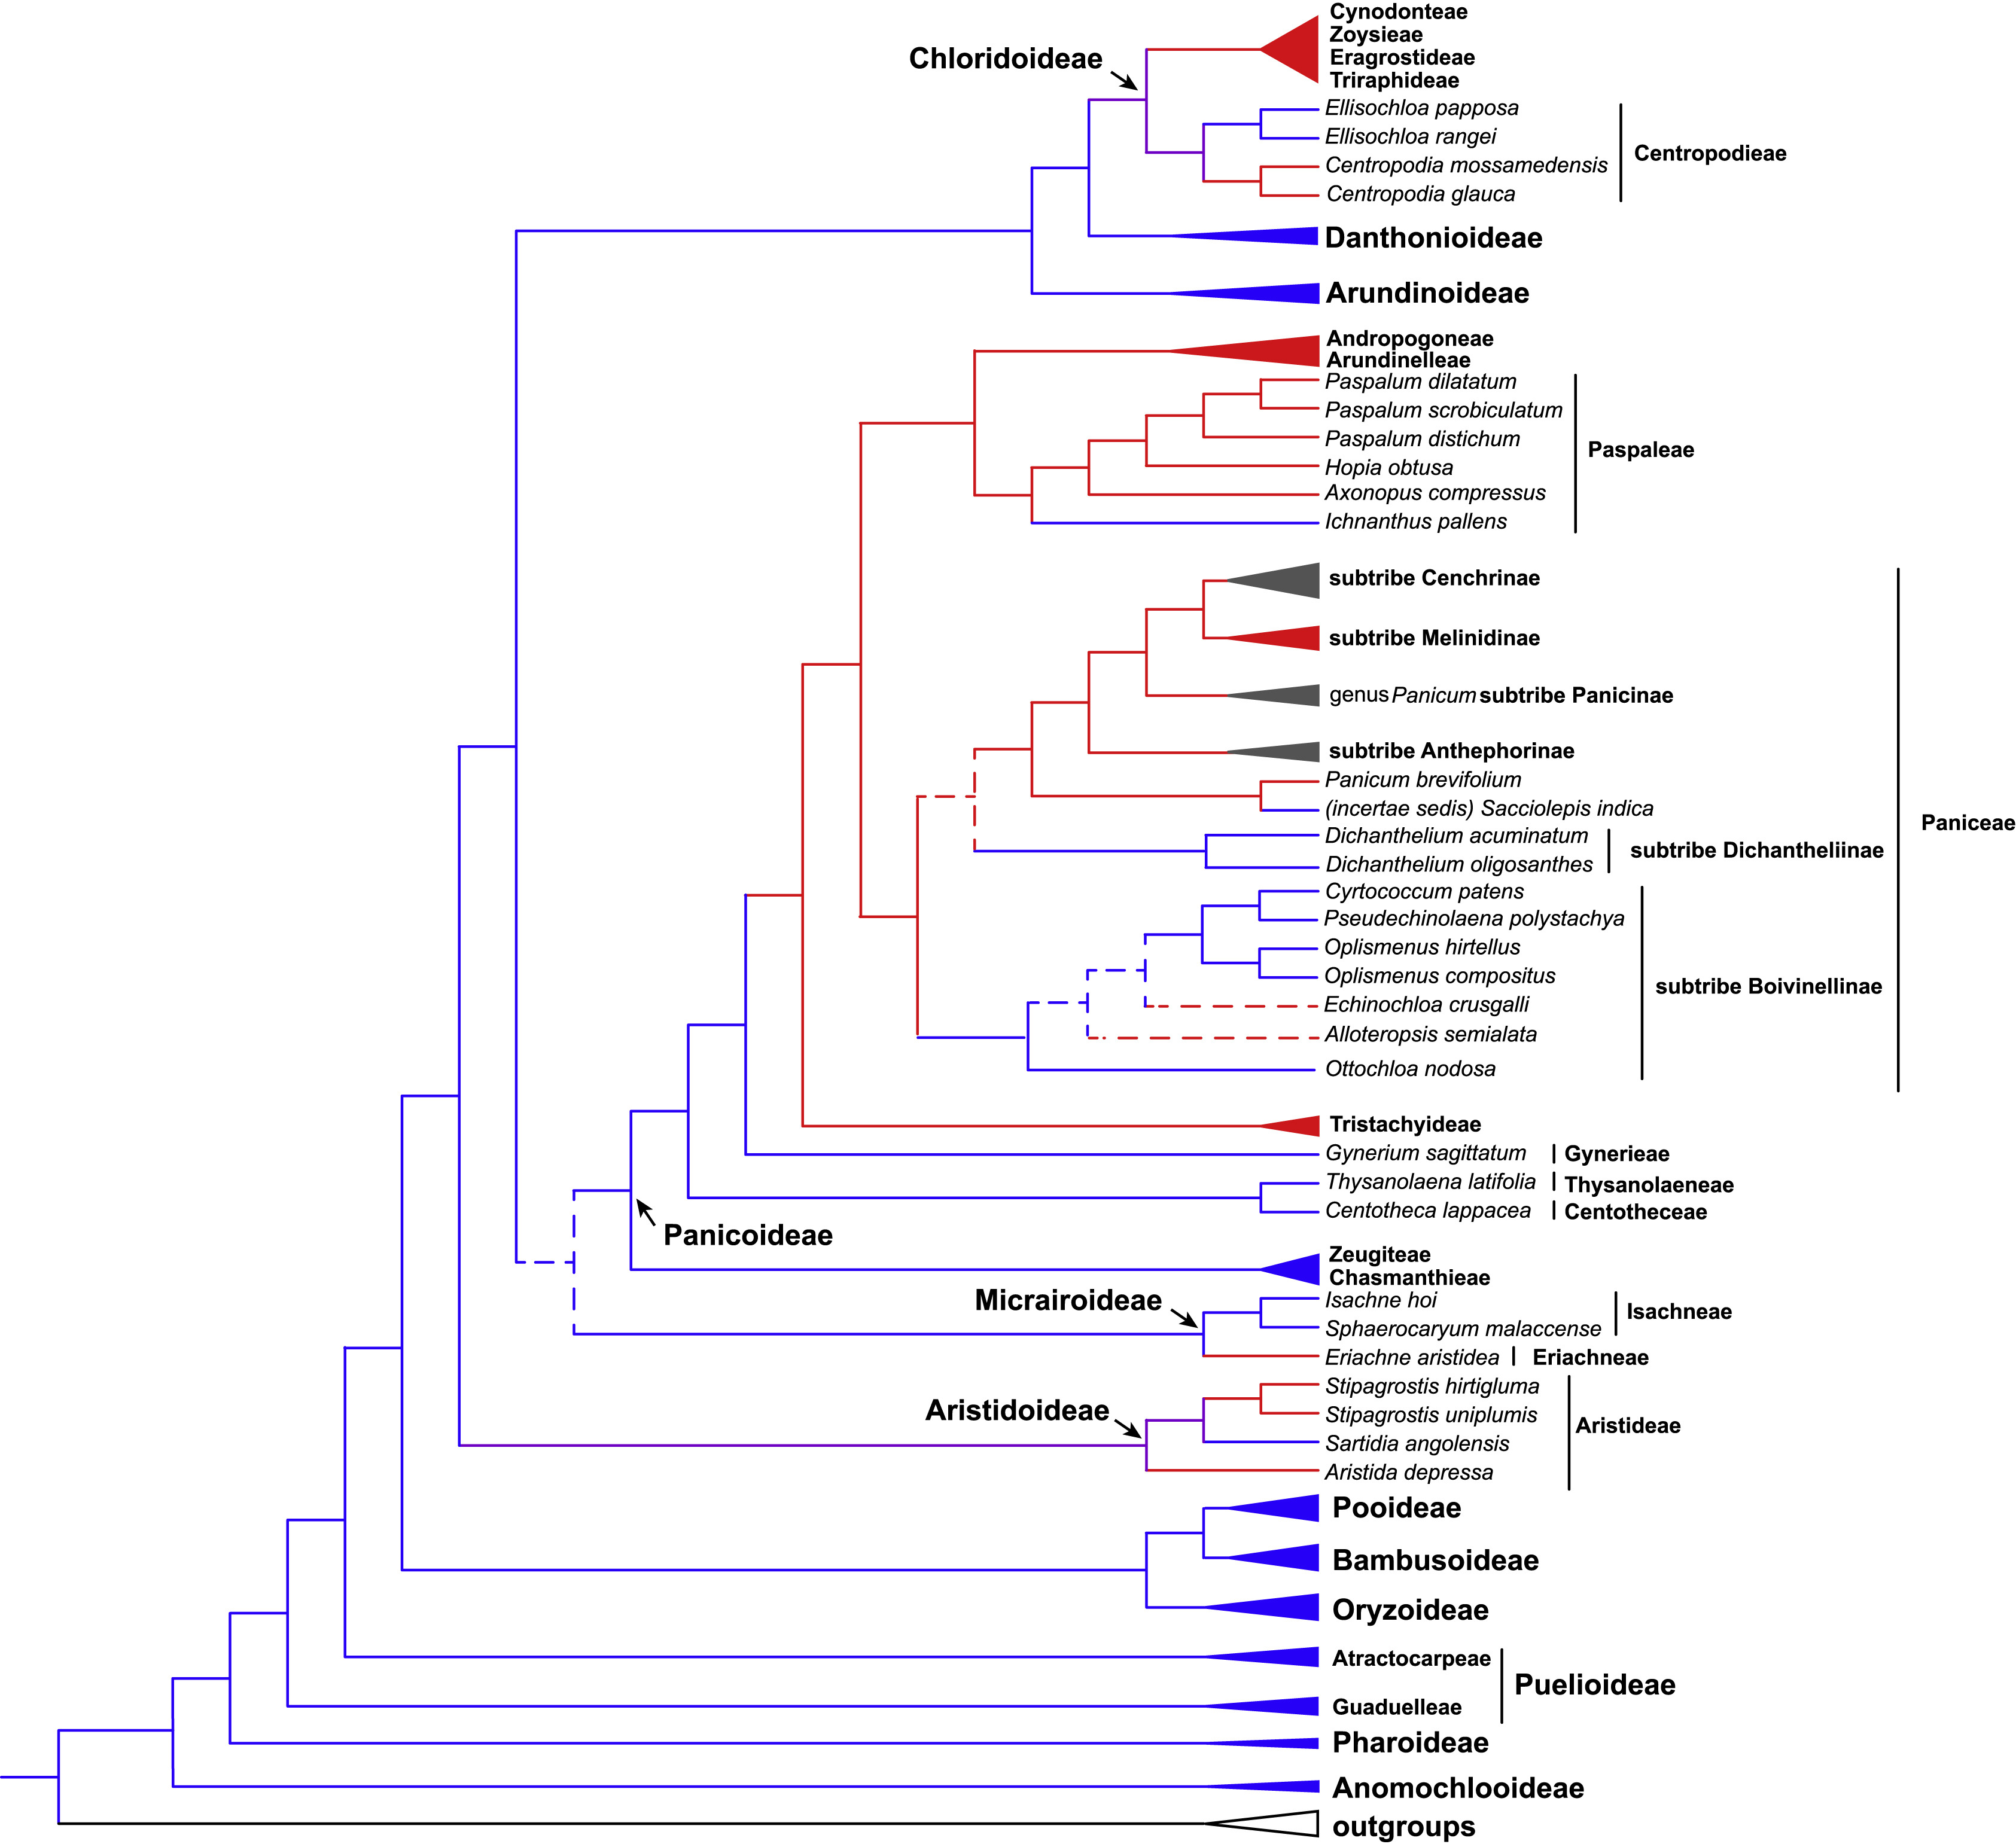 Cynodonteae
Zoysieae
Eragrostideae
Triraphideae
Chloridoideae
Ellisochloa papposa
Ellisochloa rangei
Centropodia mossamedensis
Centropodia glauca
Centropodieae
Danthonioideae
Arundinoideae
Andropogoneae
Arundinelleae
Paspalum dilatatum
Paspalum scrobiculatum
Paspalum distichum
Hopia obtusa
Axonopus compressus
Ichnanthus pallens
Paspaleae
subtribe Cenchrinae
subtribe Melinidinae
genus Panicum subtribe Panicinae
subtribe Anthephorinae
Panicum brevifolium
(incertae sedis) Sacciolepis indica
Dichanthelium acuminatum
Dichanthelium oligosanthes
subtribe Dichantheliinae
Cyrtococcum patens
Pseudechinolaena polystachya
Oplismenus hirtellus
Oplismenus compositus
Echinochloa crusgalli
Alloteropsis semialata
Ottochloa nodosa
subtribe Boivinellinae
Paniceae
Tristachyideae
Gynerium sagittatum
Gynerieae
Thysanolaena latifolia
Thysanolaeneae
Centotheca lappacea
Centotheceae
Panicoideae
Zeugiteae
Chasmanthieae
Micrairoideae
Isachne hoi
Sphaerocaryum malaccense
Isachneae
Eriachne aristidea
Eriachneae
Aristidoideae
Stipagrostis hirtigluma
Stipagrostis uniplumis
Sartidia angolensis
Aristida depressa
Aristideae
Pooideae
Bambusoideae
Oryzoideae
Atractocarpeae
Guaduelleae
Puelioideae
Pharoideae
Anomochlooideae
outgroups